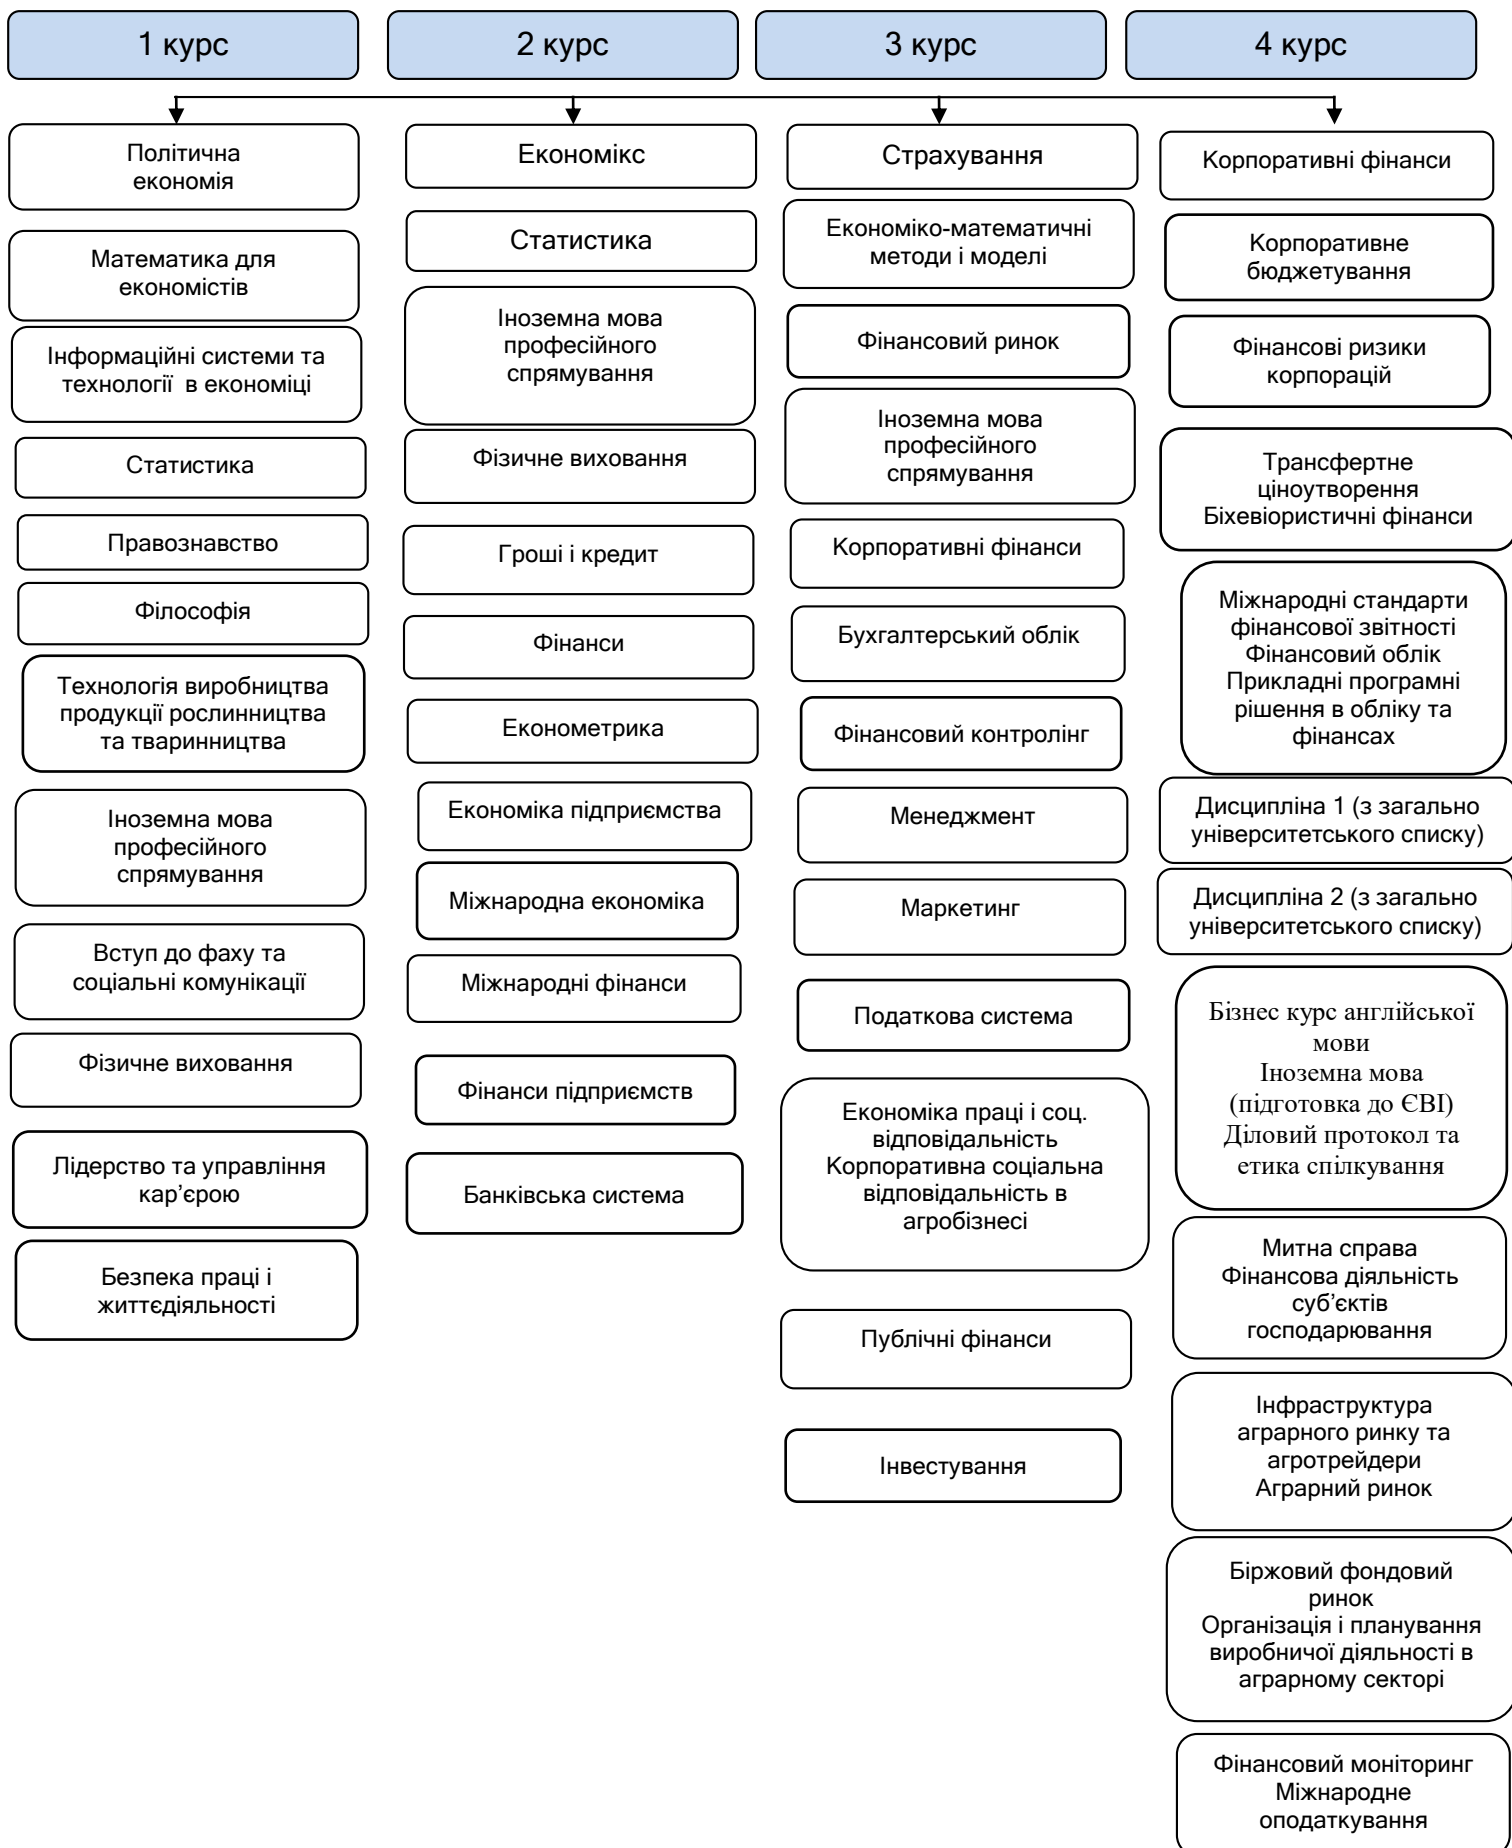 1 курс
2 курс
3 курс
4 курс
Політична
економія
Математика для
економістів
Інформаційні системи та
технології в економіці
Статистика
Правознавство
Філософія
Технологія виробництва
продукції рослинництва
та тваринництва
Іноземна мова
професійного
спрямування
Вступ до фаху та
соціальні комунікації
Фізичне виховання
Лідерство та управління
кар’єрою
Безпека праці і
життєдіяльності
Економікс
Статистика
Іноземна мова
професійного
спрямування
Фізичне виховання
Гроші і кредит
Фінанси
Економетрика
Економіка підприємства
Міжнародна економіка
Міжнародні фінанси
Фінанси підприємств
Банківська система
Страхування
Економіко-математичні
методи і моделі
Фінансовий ринок
Іноземна мова
професійного
спрямування
Корпоративні фінанси
Бухгалтерський облік
Фінансовий контролінг
Менеджмент
Маркетинг
Податкова система
Економіка праці і соц.
відповідальність
Корпоративна соціальна
відповідальність в
агробізнесі
Публічні фінанси
Інвестування
Корпоративні фінанси
Корпоративне
бюджетування
Фінансові ризики
корпорацій
Трансфертне
ціноутворення
Біхевіористичні фінанси
Міжнародні стандарти
фінансової звітності
Фінансовий облік
Прикладні програмні
рішення в обліку та
фінансах
Дисципліна 1 (з загально
університетського списку)
Дисципліна 2 (з загально
університетського списку)
Бізнес курс англійської
мови
Іноземна мова
(підготовка до ЄВІ)
Діловий протокол та
етика спілкування
Митна справа
Фінансова діяльність
суб’єктів
господарювання
Інфраструктура
аграрного ринку та
агротрейдери
Аграрний ринок
Біржовий фондовий
ринок
Організація і планування
виробничої діяльності в
аграрному секторі
Фінансовий моніторинг
Міжнародне
оподаткування